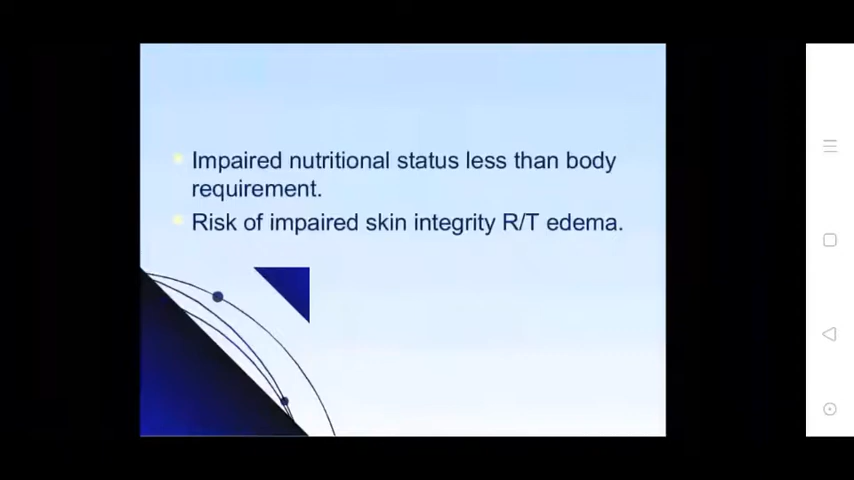 Impaired nutritional status less than body
requirement.
Risk of impaired skin integrity R/T edema.